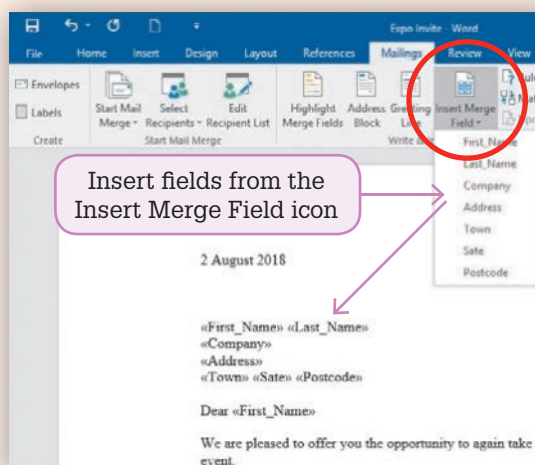 Expo Invite - Word
File Home Insert Design Layout References Mailings Review View
Envelopes
Labels
Create
Start Mail
Merge
Select
Recipients
Edit
Recipient List
Start Mail Merge
Highlight
Merge Fields
Address
Block
Greeting
Line
Insert Merge
Field
First_Name
Last_Name
Company
Address
Town
Sate
Postcode
Insert fields from the
Insert Merge Field icon
2 August 2018
«First_Name» «Last_Name»
«Company»
«Address»
«Town» «Sate» «Postcode»
Dear «First_Name»
We are pleased to offer you the opportunity to again take
event.